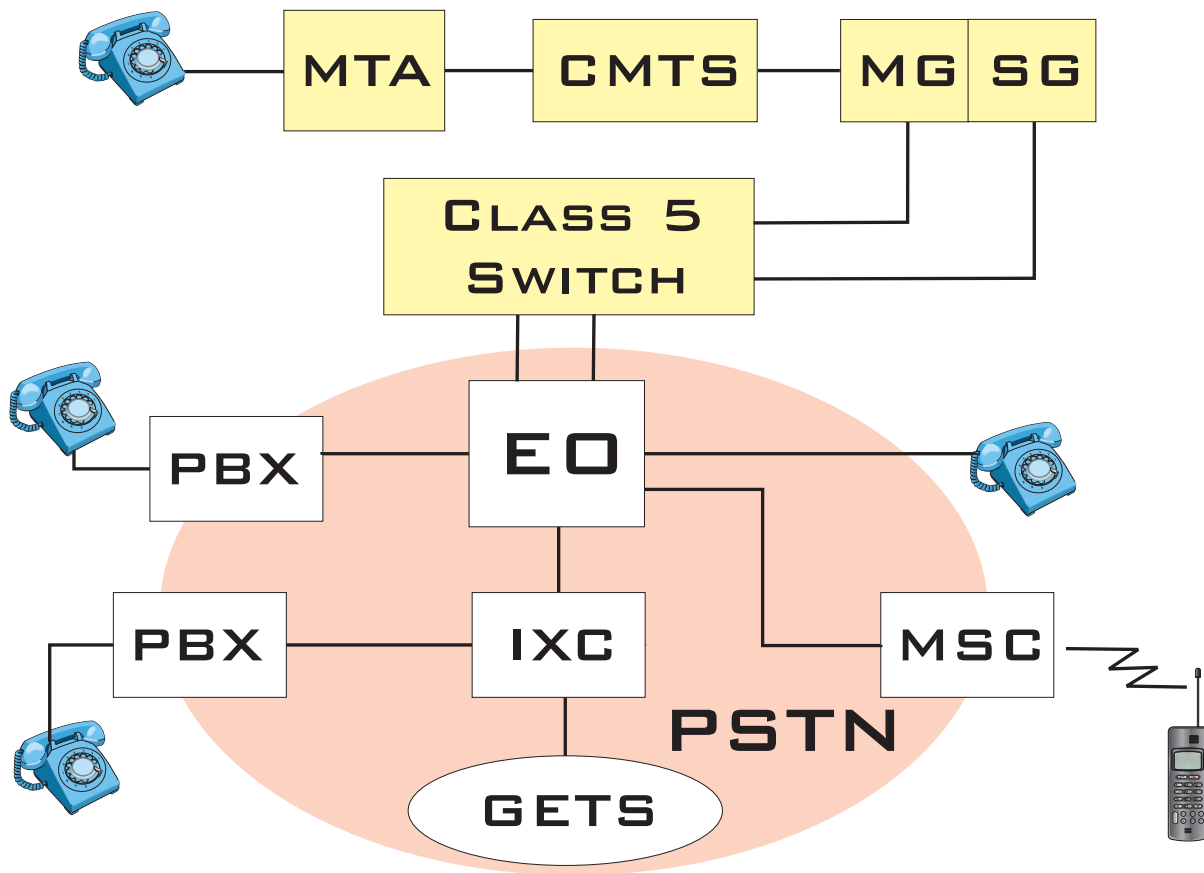 MTA
CMTS
MG
SG
CLASS 5
SWITCH
EO
PBX
PBX
IXC
MSC
PSTN
GETS